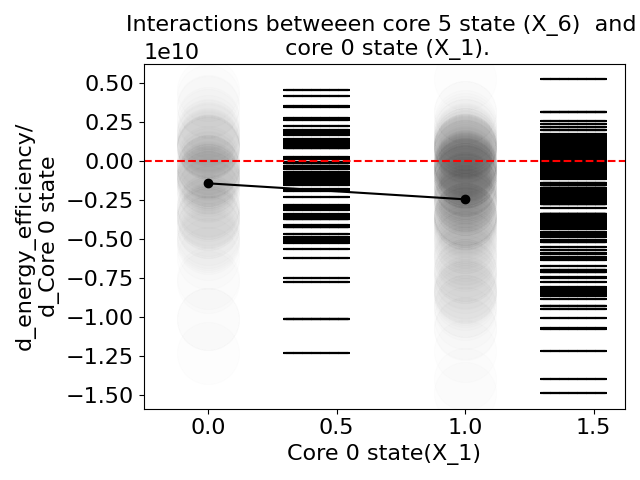 Interactions betweeen core 5 state (X_6)  and
core 0 state (X_1).
1e10
0.50
0.25
0.00
−0.25
−0.50
−0.75
−1.00
−1.25
−1.50
d_energy_efficiency/
d_Core 0 state
0.0
0.5
1.0
1.5
Core 0 state(X_1)